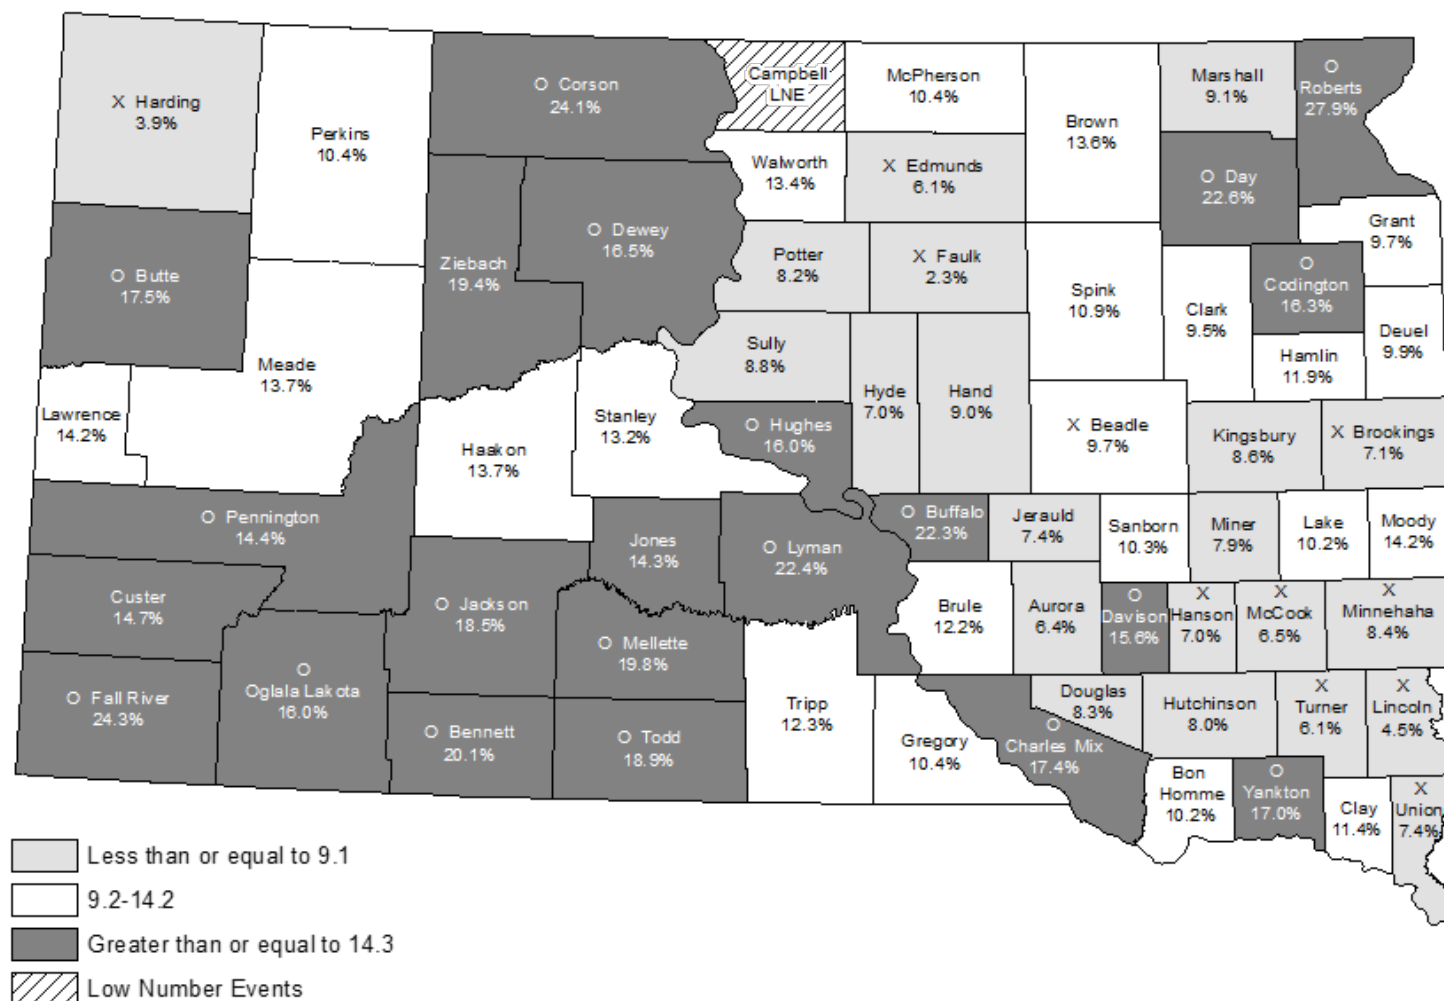 X Harding
3.9%
Perkins
10.4%
O Corson
24.1%
Campbell
LNE
McPherson
10.4%
Brown
13.6%
Marshall
9.1%
O
Roberts
27.9%
Walworth
13.4%
X Edmunds
6.1%
O Day
22.6%
Grant
9.7%
O Butte
17.5%
Ziebach
19.4%
O Dewey
16.5%
Potter
8.2%
X Faulk
2.3%
Spink
10.9%
Clark
9.5%
O
Codington
16.3%
Deuel
9.9%
Hamlin
11.9%
Meade
13.7%
Sully
8.8%
Hyde
7.0%
Hand
9.0%
Lawrence
14.2%
Haakon
13.7%
Stanley
13.2%
O Hughes
16.0%
X Beadle
9.7%
Kingsbury
8.6%
X Brookings
7.1%
O Pennington
14.4%
Jones
14.3%
O Lyman
22.4%
O Buffalo
22.3%
Jerauld
7.4%
Sanborn
10.3%
Miner
7.9%
Lake
10.2%
Moody
14.2%
Custer
14.7%
O Jackson
18.5%
O Mellette
19.8%
Brule
12.2%
Aurora
6.4%
O
Davison
15.6%
X
Hanson
7.0%
X
McCook
6.5%
X
Minnehaha
8.4%
O Fall River
24.3%
O
Oglala Lakota
16.0%
O Bennett
20.1%
O Todd
18.9%
Tripp
12.3%
Gregory
10.4%
Douglas
8.3%
O
Charles Mix
17.4%
Hutchinson
8.0%
X
Turner
6.1%
X
Lincoln
4.5%
Bon
Homme
10.2%
O
Yankton
17.0%
Clay
11.4%
X
Union
7.4%
Less than or equal to 9.1
9.2-14.2
Greater than or equal to 14.3
Low Number Events